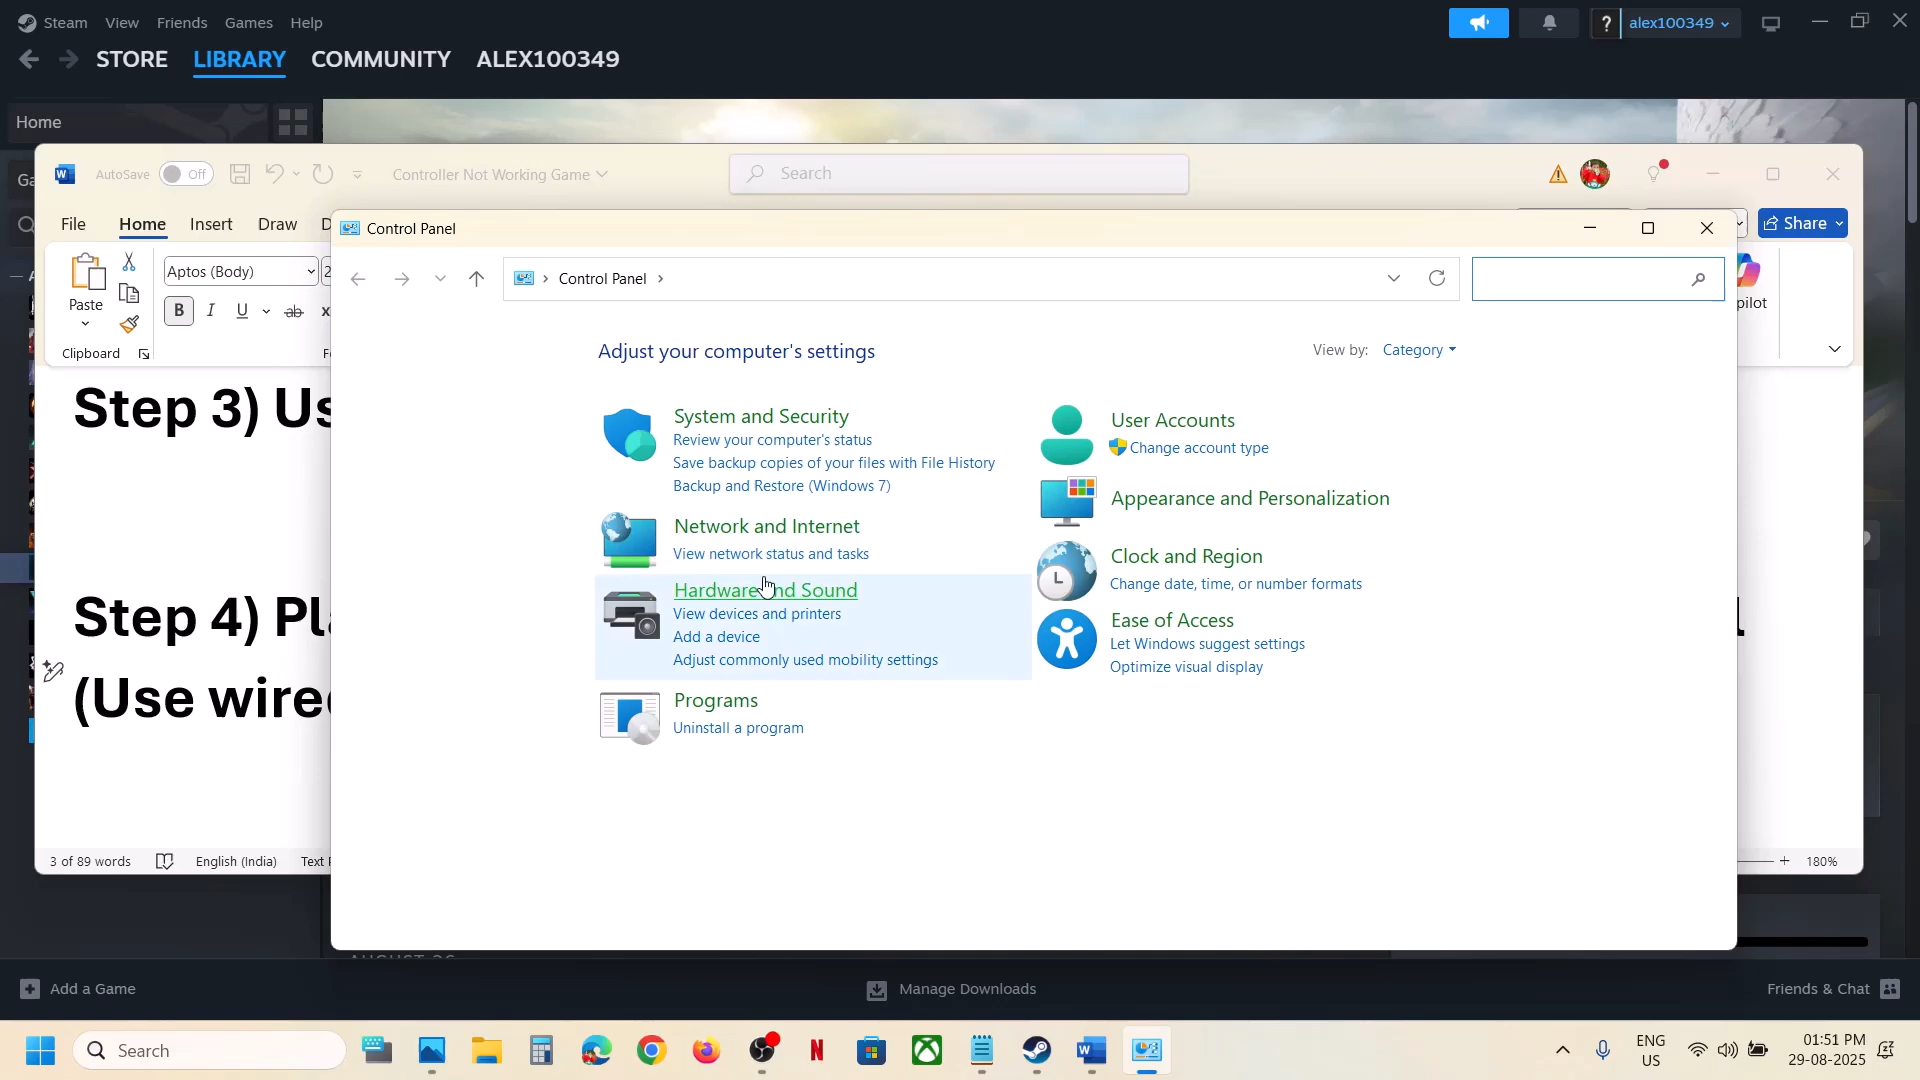 Steam View Friends Games Help
alex100349
STORE LIBRARY COMMUNITY ALEX100349
Home
AutoSave Off Controller Not Working Game Search
File Home Insert Draw Share
Control Panel
Paste Aptos (Body)
Control Panel
B I U ab
Clipboard
Adjust your computer's settings View by: Category
Step 3)
System and Security
Review your computer's status
Save backup copies of your files with File History
Backup and Restore (Windows 7)
Network and Internet
View network status and tasks
Hardware and Sound
View devices and printers
Add a device
Adjust commonly used mobility settings
Programs
Uninstall a program
User Accounts
Change account type
Appearance and Personalization
Clock and Region
Change date, time, or number formats
Ease of Access
Let Windows suggest settings
Optimize visual display
Step 4)
(Use
3 of 89 words English (India) 180%
Add a Game Manage Downloads Friends & Chat
Search
ENG
US
01:51 PM
29-08-2025